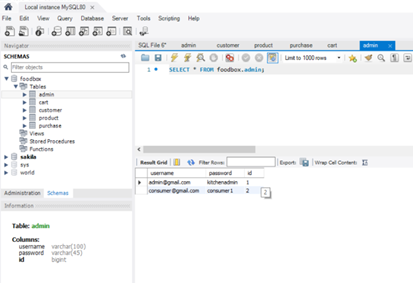 Local instance MySQL80
File Edit View Query Database Server Tools Scripting Help
Navigator
SCHEMAS
Filter objects
foodbox
Tables
admin
cart
customer
product
purchase
Views
Stored Procedures
Functions
sakila
sys
world
Administration Schemas
Information
Table: admin
Columns:
username varchar(100)
password varchar(45)
id bigint
SQL File 6* admin customer product purchase cart admin
Limit to 1000 rows
1 SELECT * FROM foodbox.admin;
Result Grid Filter Rows: Export: Wrap Cell Content:
username password id
admin@gmail.com kitchenadmin 1
consumer@gmail.com consumer1 2
2